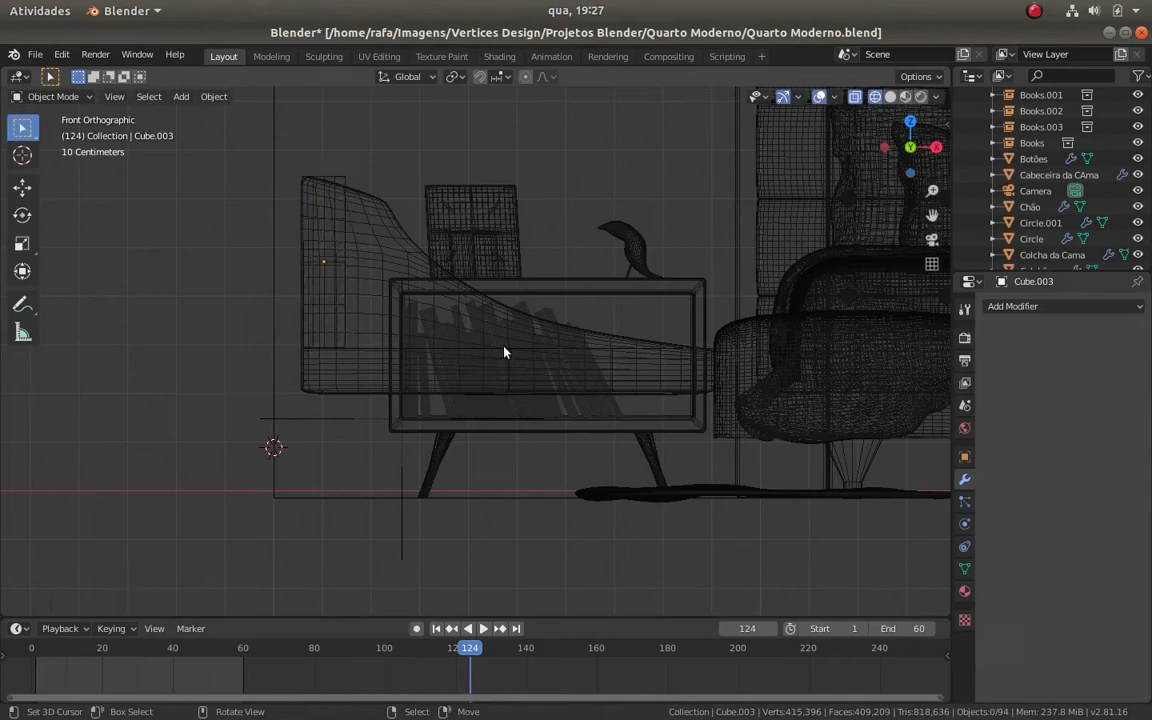 Atividades Blender qua, 19:27
Blender* [/home/rafa/Imagens/Vertices Design/Projetos Blender/Quarto Moderno/Quarto Moderno.blend]
File Edit Render Window Help Layout Modeling Sculpting UV Editing Texture Paint Shading Animation Rendering Compositing Scripting + Scene View Layer
Global Options
Object Mode View Select Add Object
Front Orthographic
(124) Collection | Cube.003
10 Centimeters
Z
X
Y
Books.001
Books.002
Books.003
Books
Botões
Cabeceira da CAma
Camera
Chão
Circle.001
Circle
Colcha da Cama
Cube.003
Add Modifier
Playback Keying View Marker 124 Start 1 End 60
0 20 40 60 80 100 12 124 140 160 180 200 220 240
Set 3D Cursor Box Select Rotate View Select Move Collection | Cube.003 | Verts:415,396 | Faces:409,209 | Tris:818,636 | Objects:0/94 | Mem: 237.8 MiB | v2.81.16